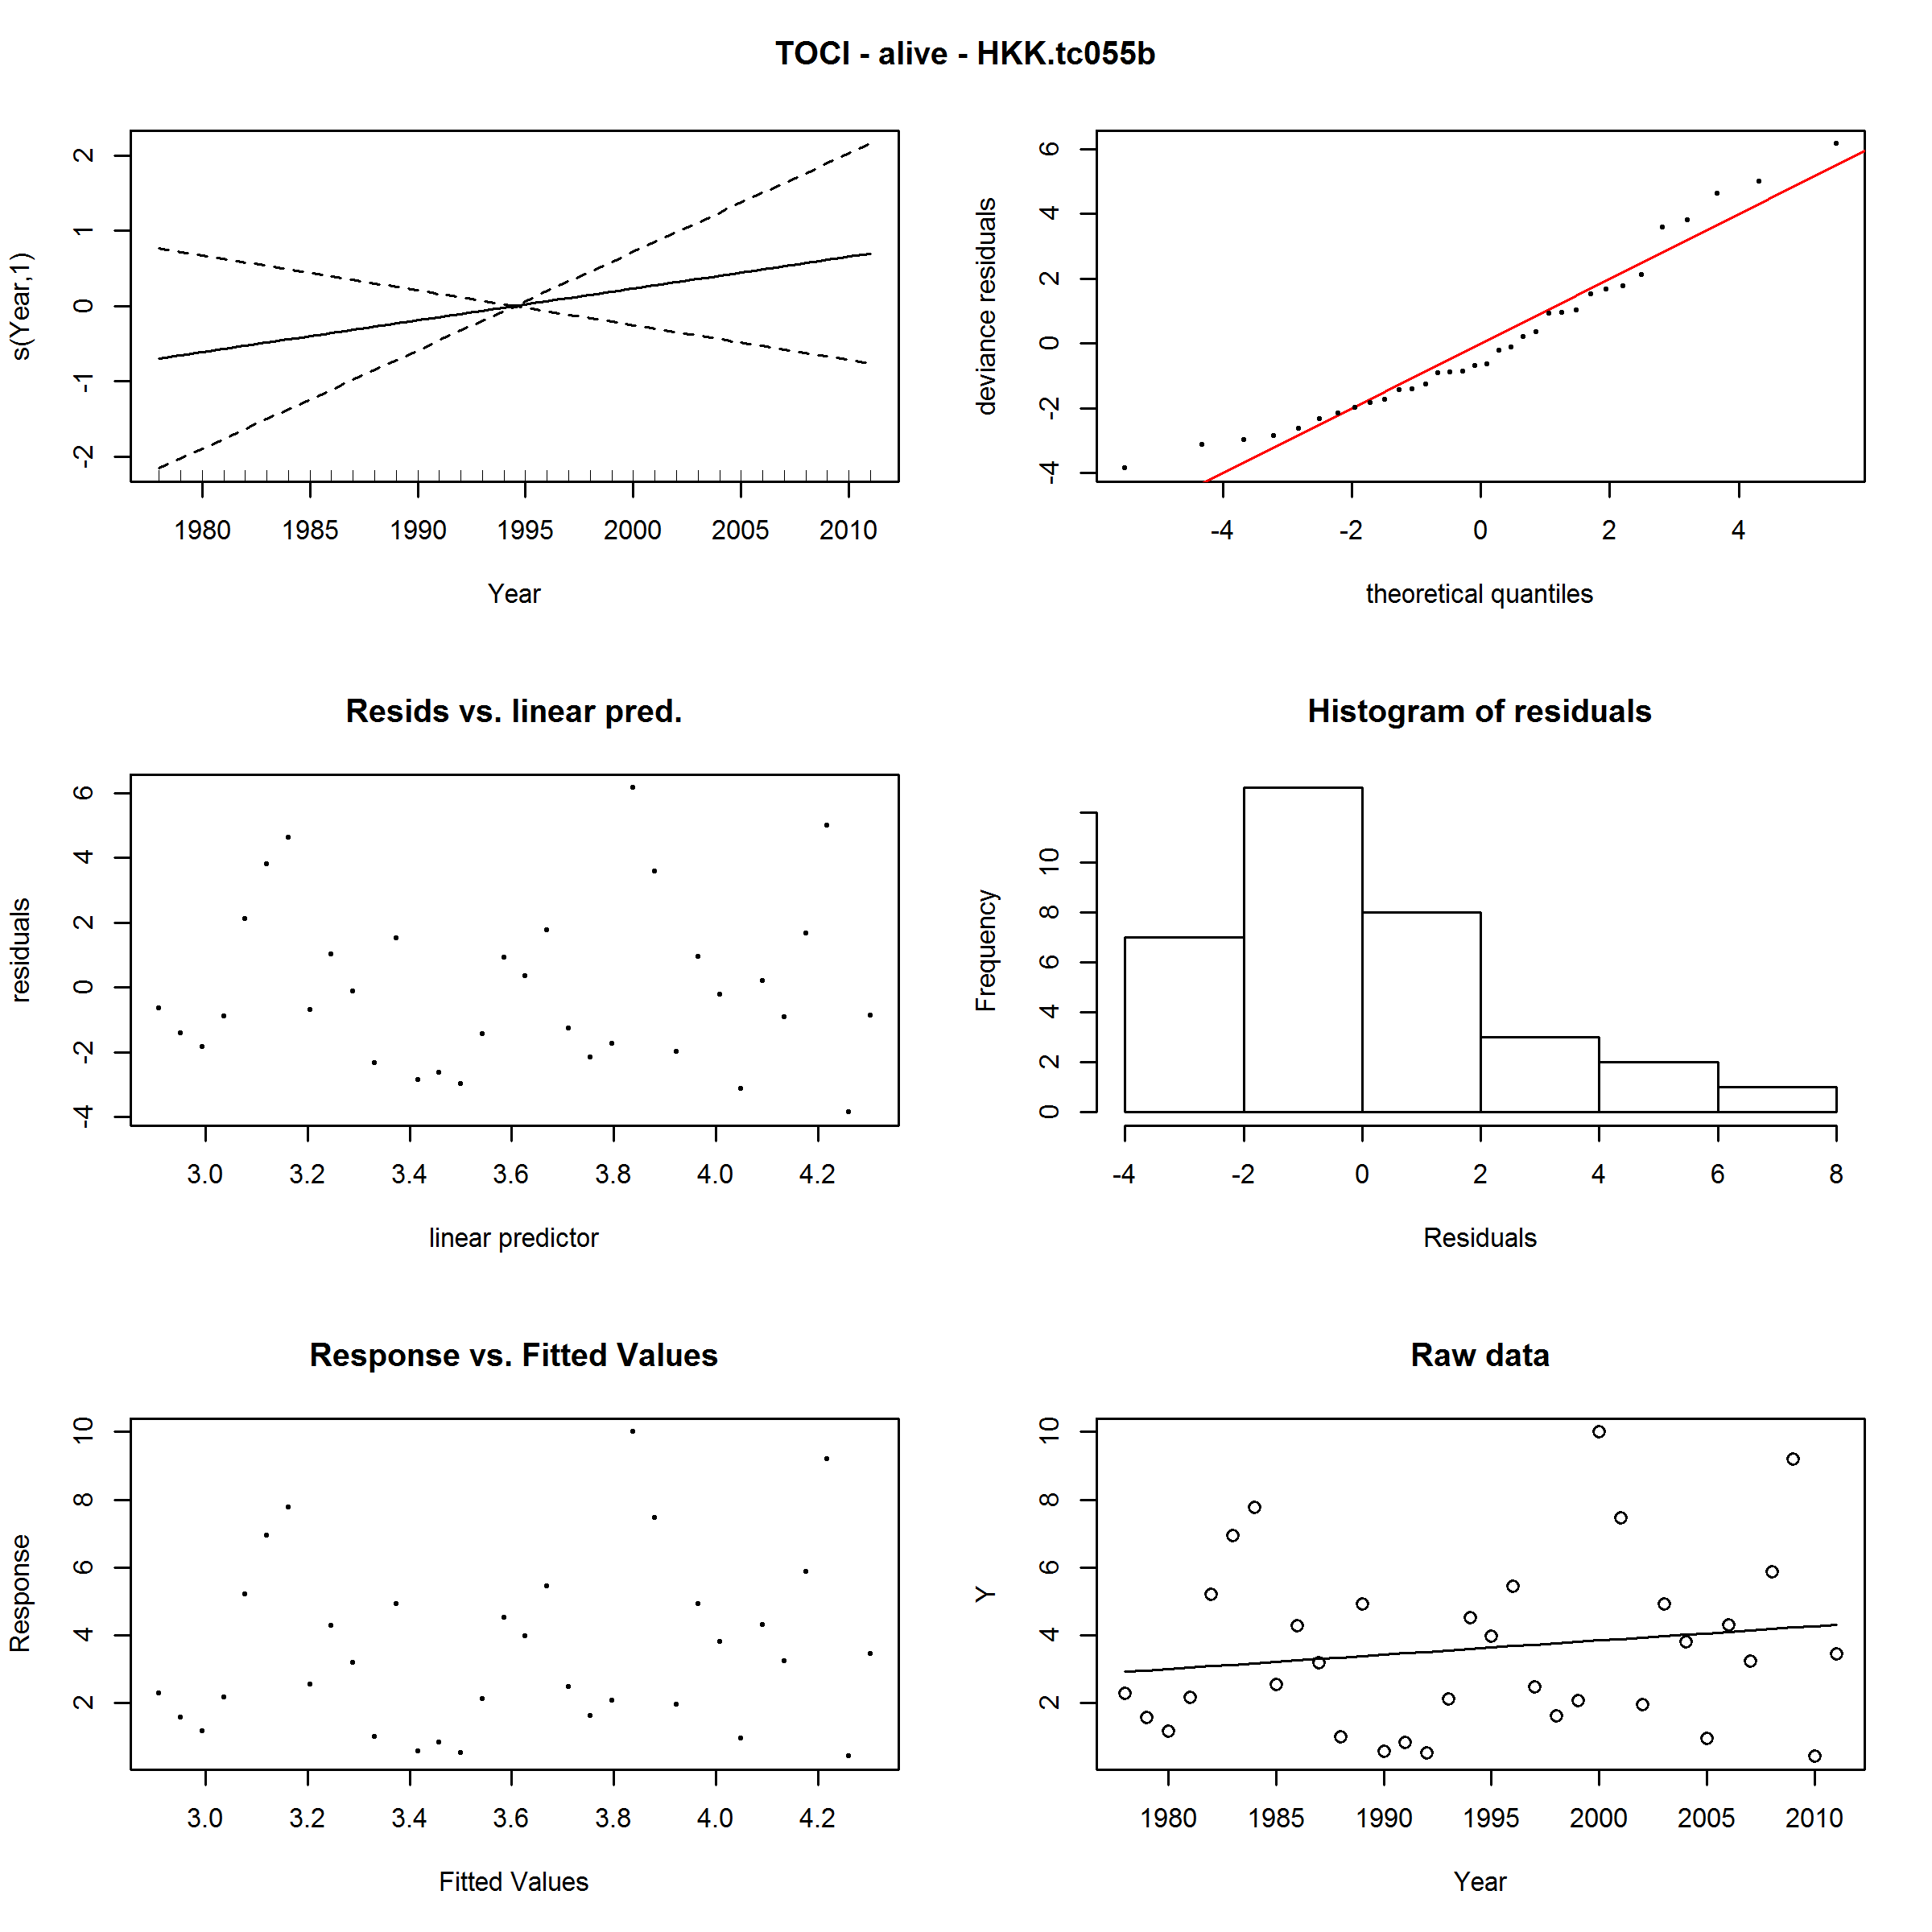 TOCI - alive - HKK.tc055b
s(Year,1)
2
1
0
-1
-2
1980 1985 1990 1995 2000 2005 2010
Year
deviance residuals
6
4
2
0
-2
-4
-4 -2 0 2 4
theoretical quantiles
Resids vs. linear pred.
residuals
6
4
2
0
-2
-4
3.0 3.2 3.4 3.6 3.8 4.0 4.2
linear predictor
Histogram of residuals
Frequency
10
8
6
4
2
0
-4 -2 0 2 4 6 8
Residuals
Response vs. Fitted Values
Response
10
8
6
4
2
3.0 3.2 3.4 3.6 3.8 4.0 4.2
Fitted Values
Raw data
Y
10
8
6
4
2
1980 1985 1990 1995 2000 2005 2010
Year